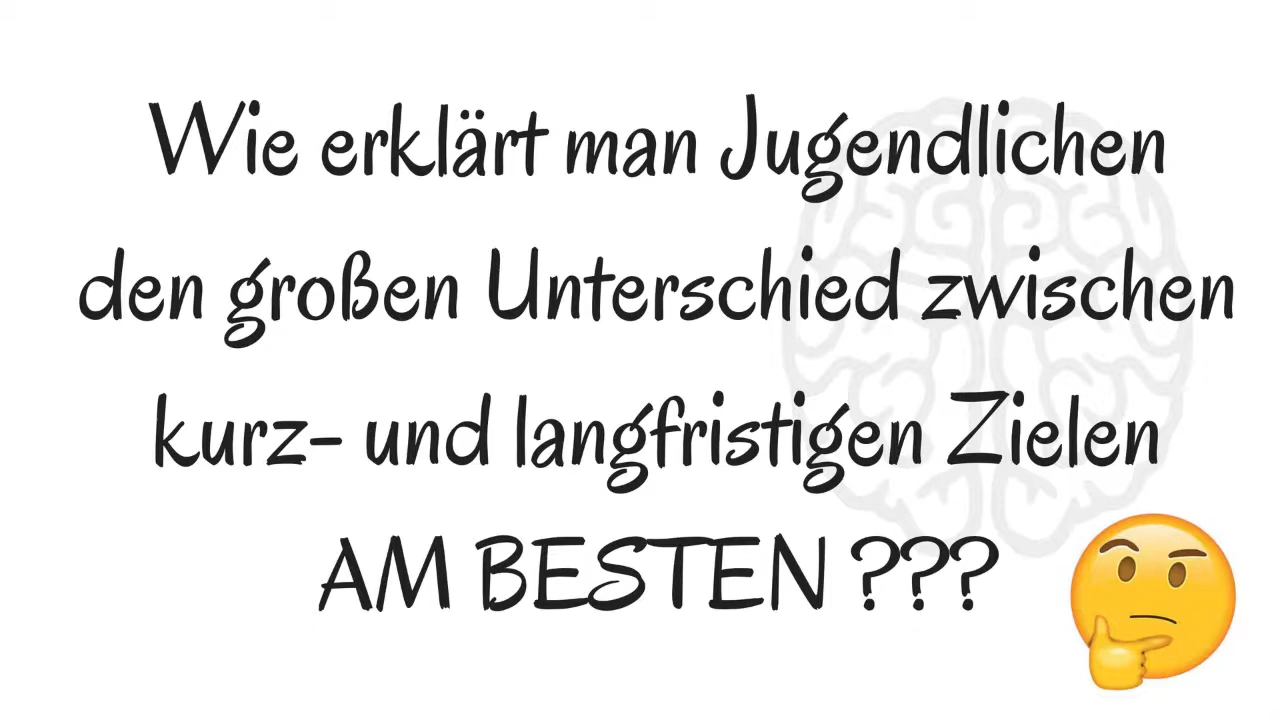 Wie erklärt man Jugendlichen
den großen Unterschied zwischen
kurz- und langfristigen Zielen
AM BESTEN ???